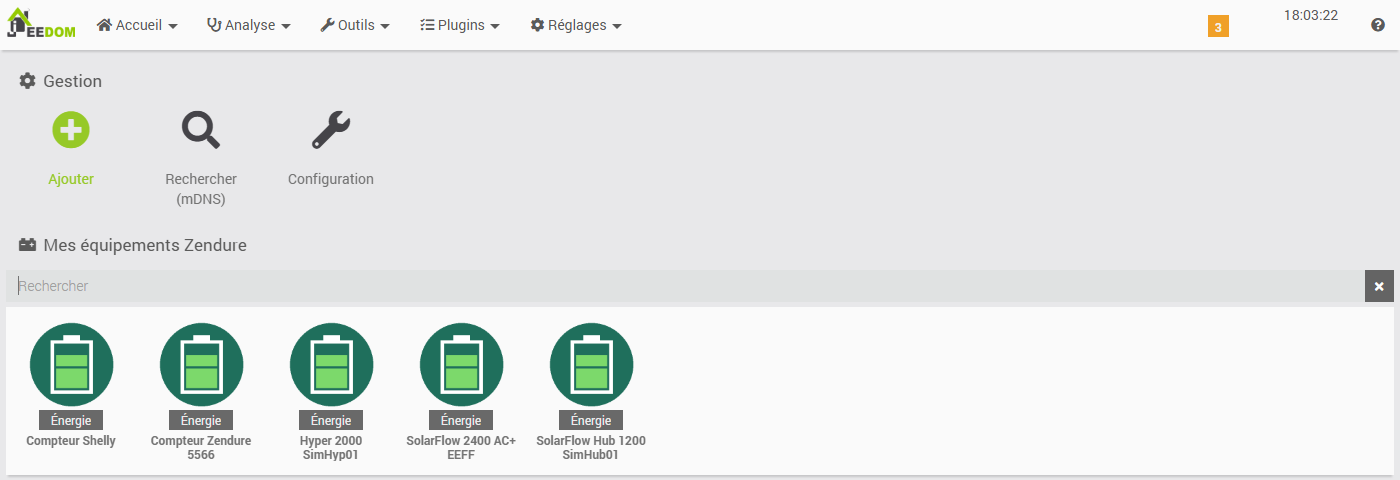 JEEDOM Accueil Analyse Outils Plugins Réglages 3 18:03:22
Gestion
Ajouter Rechercher Configuration
(mDNS)
Mes équipements Zendure
Rechercher
Énergie Énergie Énergie Énergie Énergie
Compteur Shelly Compteur Zendure Hyper 2000 SolarFlow 2400 AC+ SolarFlow Hub 1200
5566 SimHyp01 EEFF SimHub01